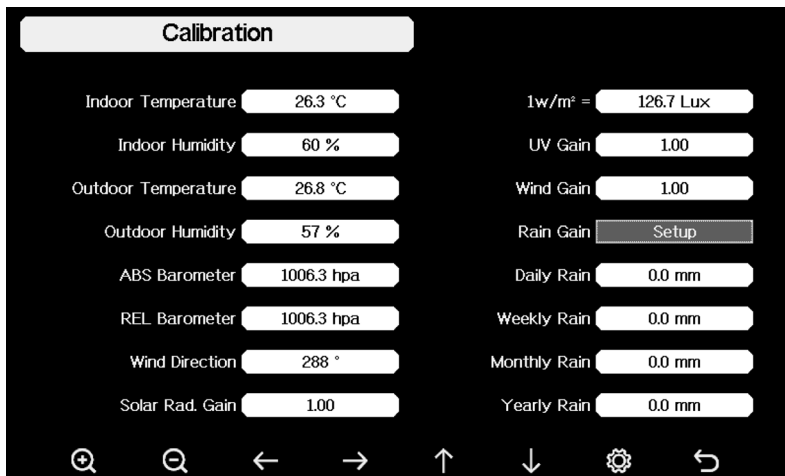 Calibration
Indoor Temperature 26.3 °C
Indoor Humidity 60 %
Outdoor Temperature 26.8 °C
Outdoor Humidity 57 %
ABS Barometer 1006.3 hpa
REL Barometer 1006.3 hpa
Wind Direction 288 °
Solar Rad. Gain 1.00
1w/m² = 126.7 Lux
UV Gain 1.00
Wind Gain 1.00
Rain Gain Setup
Daily Rain 0.0 mm
Weekly Rain 0.0 mm
Monthly Rain 0.0 mm
Yearly Rain 0.0 mm